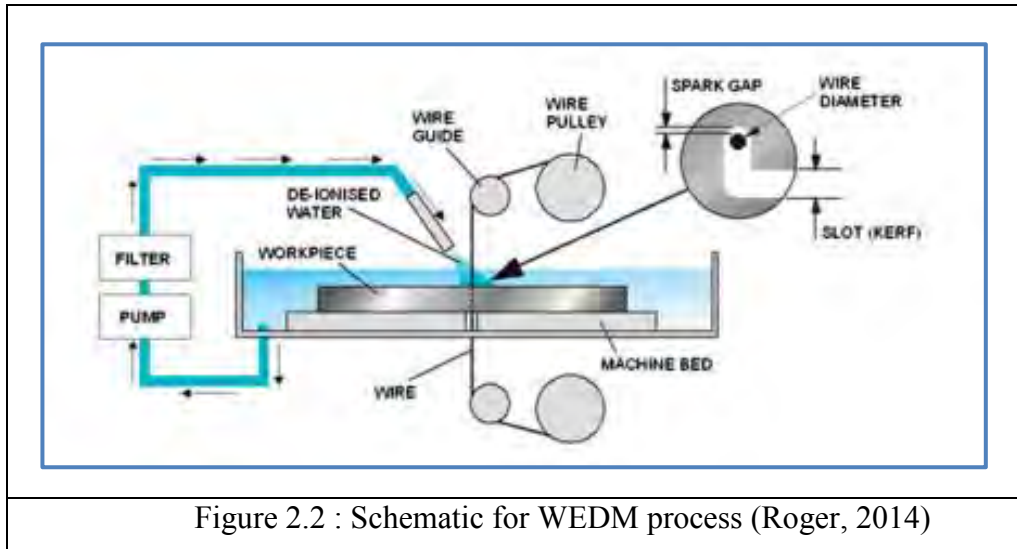 SPARK GAP
WIRE
DIAMETER
WIRE
GUIDE
WIRE
PULLEY
DE-IONISED
WATER
SLOT (KERF)
WORKPIECE
FILTER
PUMP
MACHINE BED
WIRE
Figure 2.2 : Schematic for WEDM process (Roger, 2014)